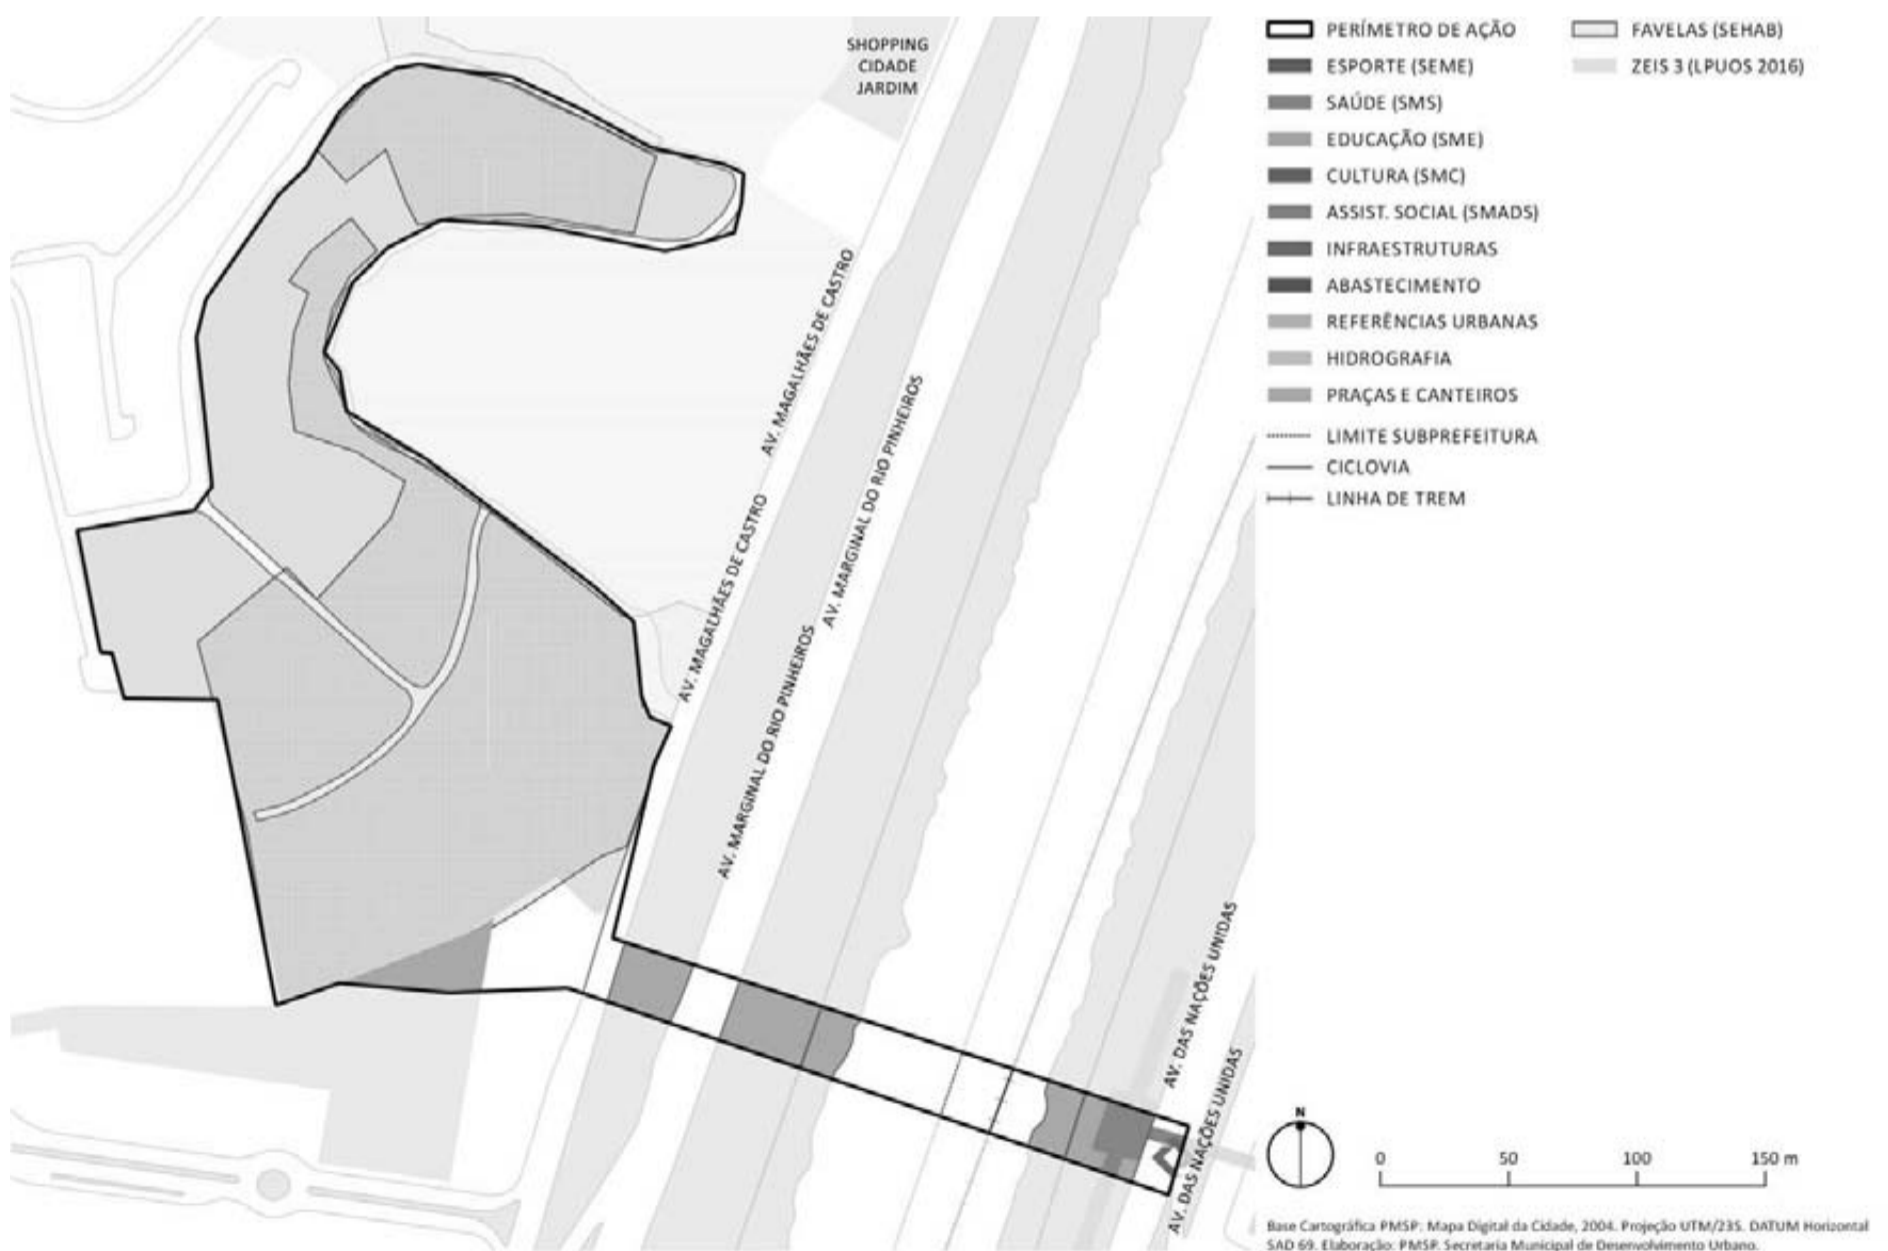 SHOPPING
CIDADE
JARDIM
AV. MAGALHÃES DE CASTRO
AV. MARGINAL DO RIO PINHEIROS
AV. MAGALHÃES DE CASTRO
AV. MARGINAL DO RIO PINHEIROS
AV. DAS NAÇÕES UNIDAS
AV. DAS NAÇÕES UNIDAS
PERÍMETRO DE AÇÃO
ESPORTE (SEME)
SAÚDE (SMS)
EDUCAÇÃO (SME)
CULTURA (SMC)
ASSIST. SOCIAL (SMADS)
INFRAESTRUTURAS
ABASTECIMENTO
REFERÊNCIAS URBANAS
HIDROGRAFIA
PRAÇAS E CANTEIROS
LIMITE SUBPREFEITURA
CICLOVIA
LINHA DE TREM
FAVELAS (SEHAB)
ZEIS 3 (LPUOS 2016)
N
0 50 100 150 m
Base Cartográfica PMSP: Mapa Digital da Cidade, 2004. Projeção UTM/23S. DATUM Horizontal
SAD 69. Elaboração: PMSP. Secretaria Municipal de Desenvolvimento Urbano.